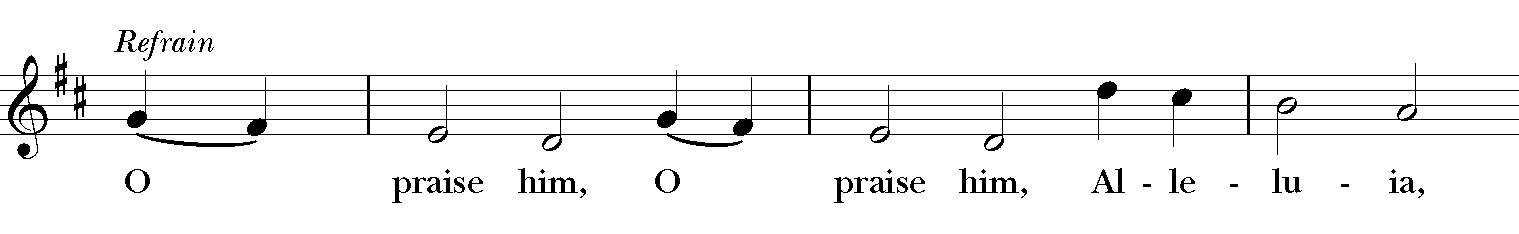 Refrain
O praise him, O praise him, Al - le - lu - ia,